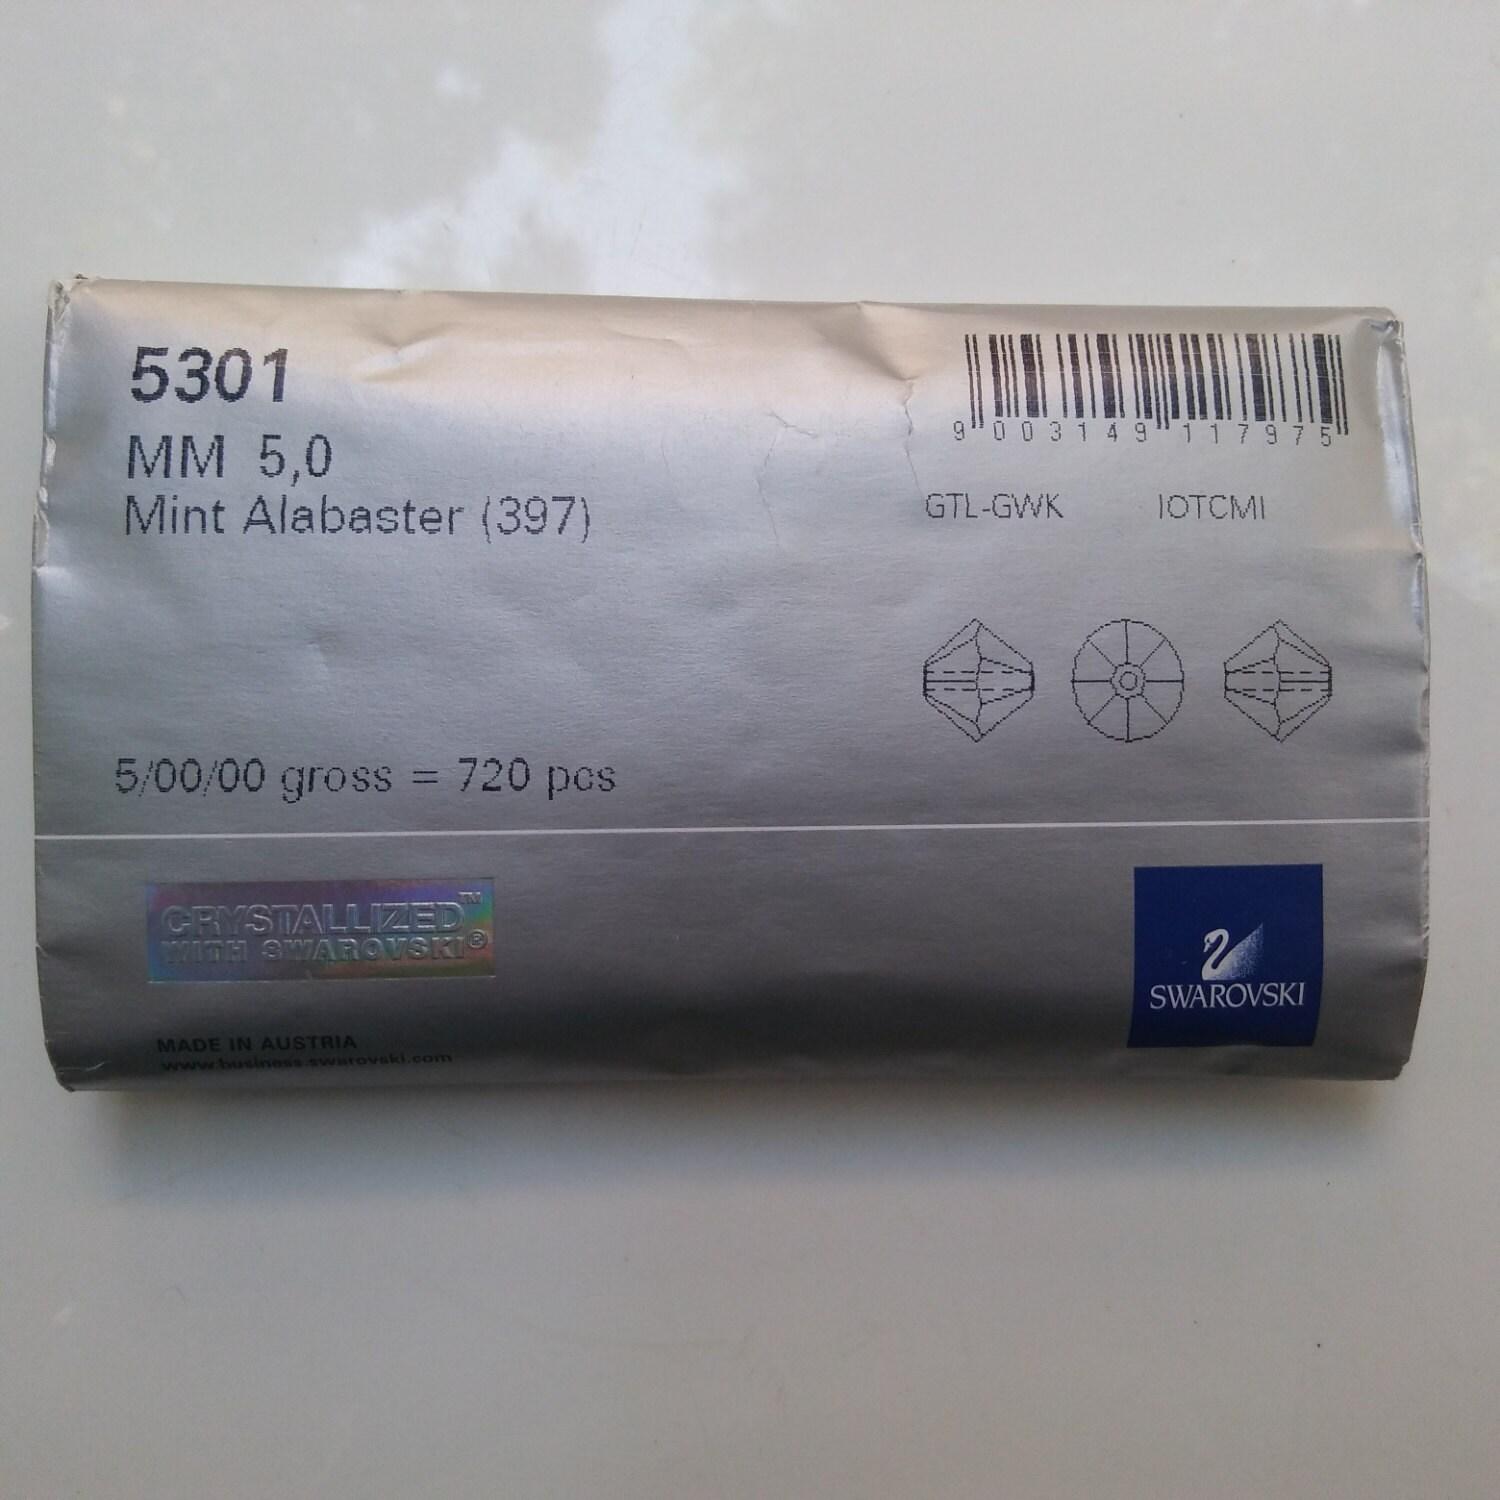 5301
MM 5,0
Mint Alabaster (397)
9 003149 117975
GTL-GWK IOTCMI
5/00/00 gross = 720 pcs
CRYSTALLIZED™
WITH SWAROVSKI®
SWAROVSKI
MADE IN AUSTRIA
www.business.swarovski.com